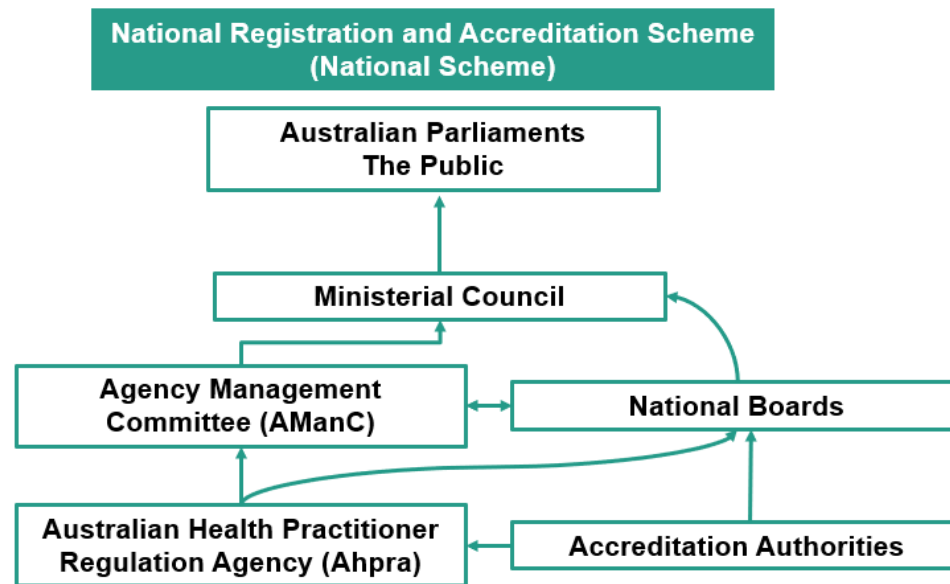 National Registration and Accreditation Scheme
(National Scheme)
Australian Parliaments
The Public
Ministerial Council
Agency Management
Committee (AManC)
National Boards
Australian Health Practitioner
Regulation Agency (Ahpra)
Accreditation Authorities